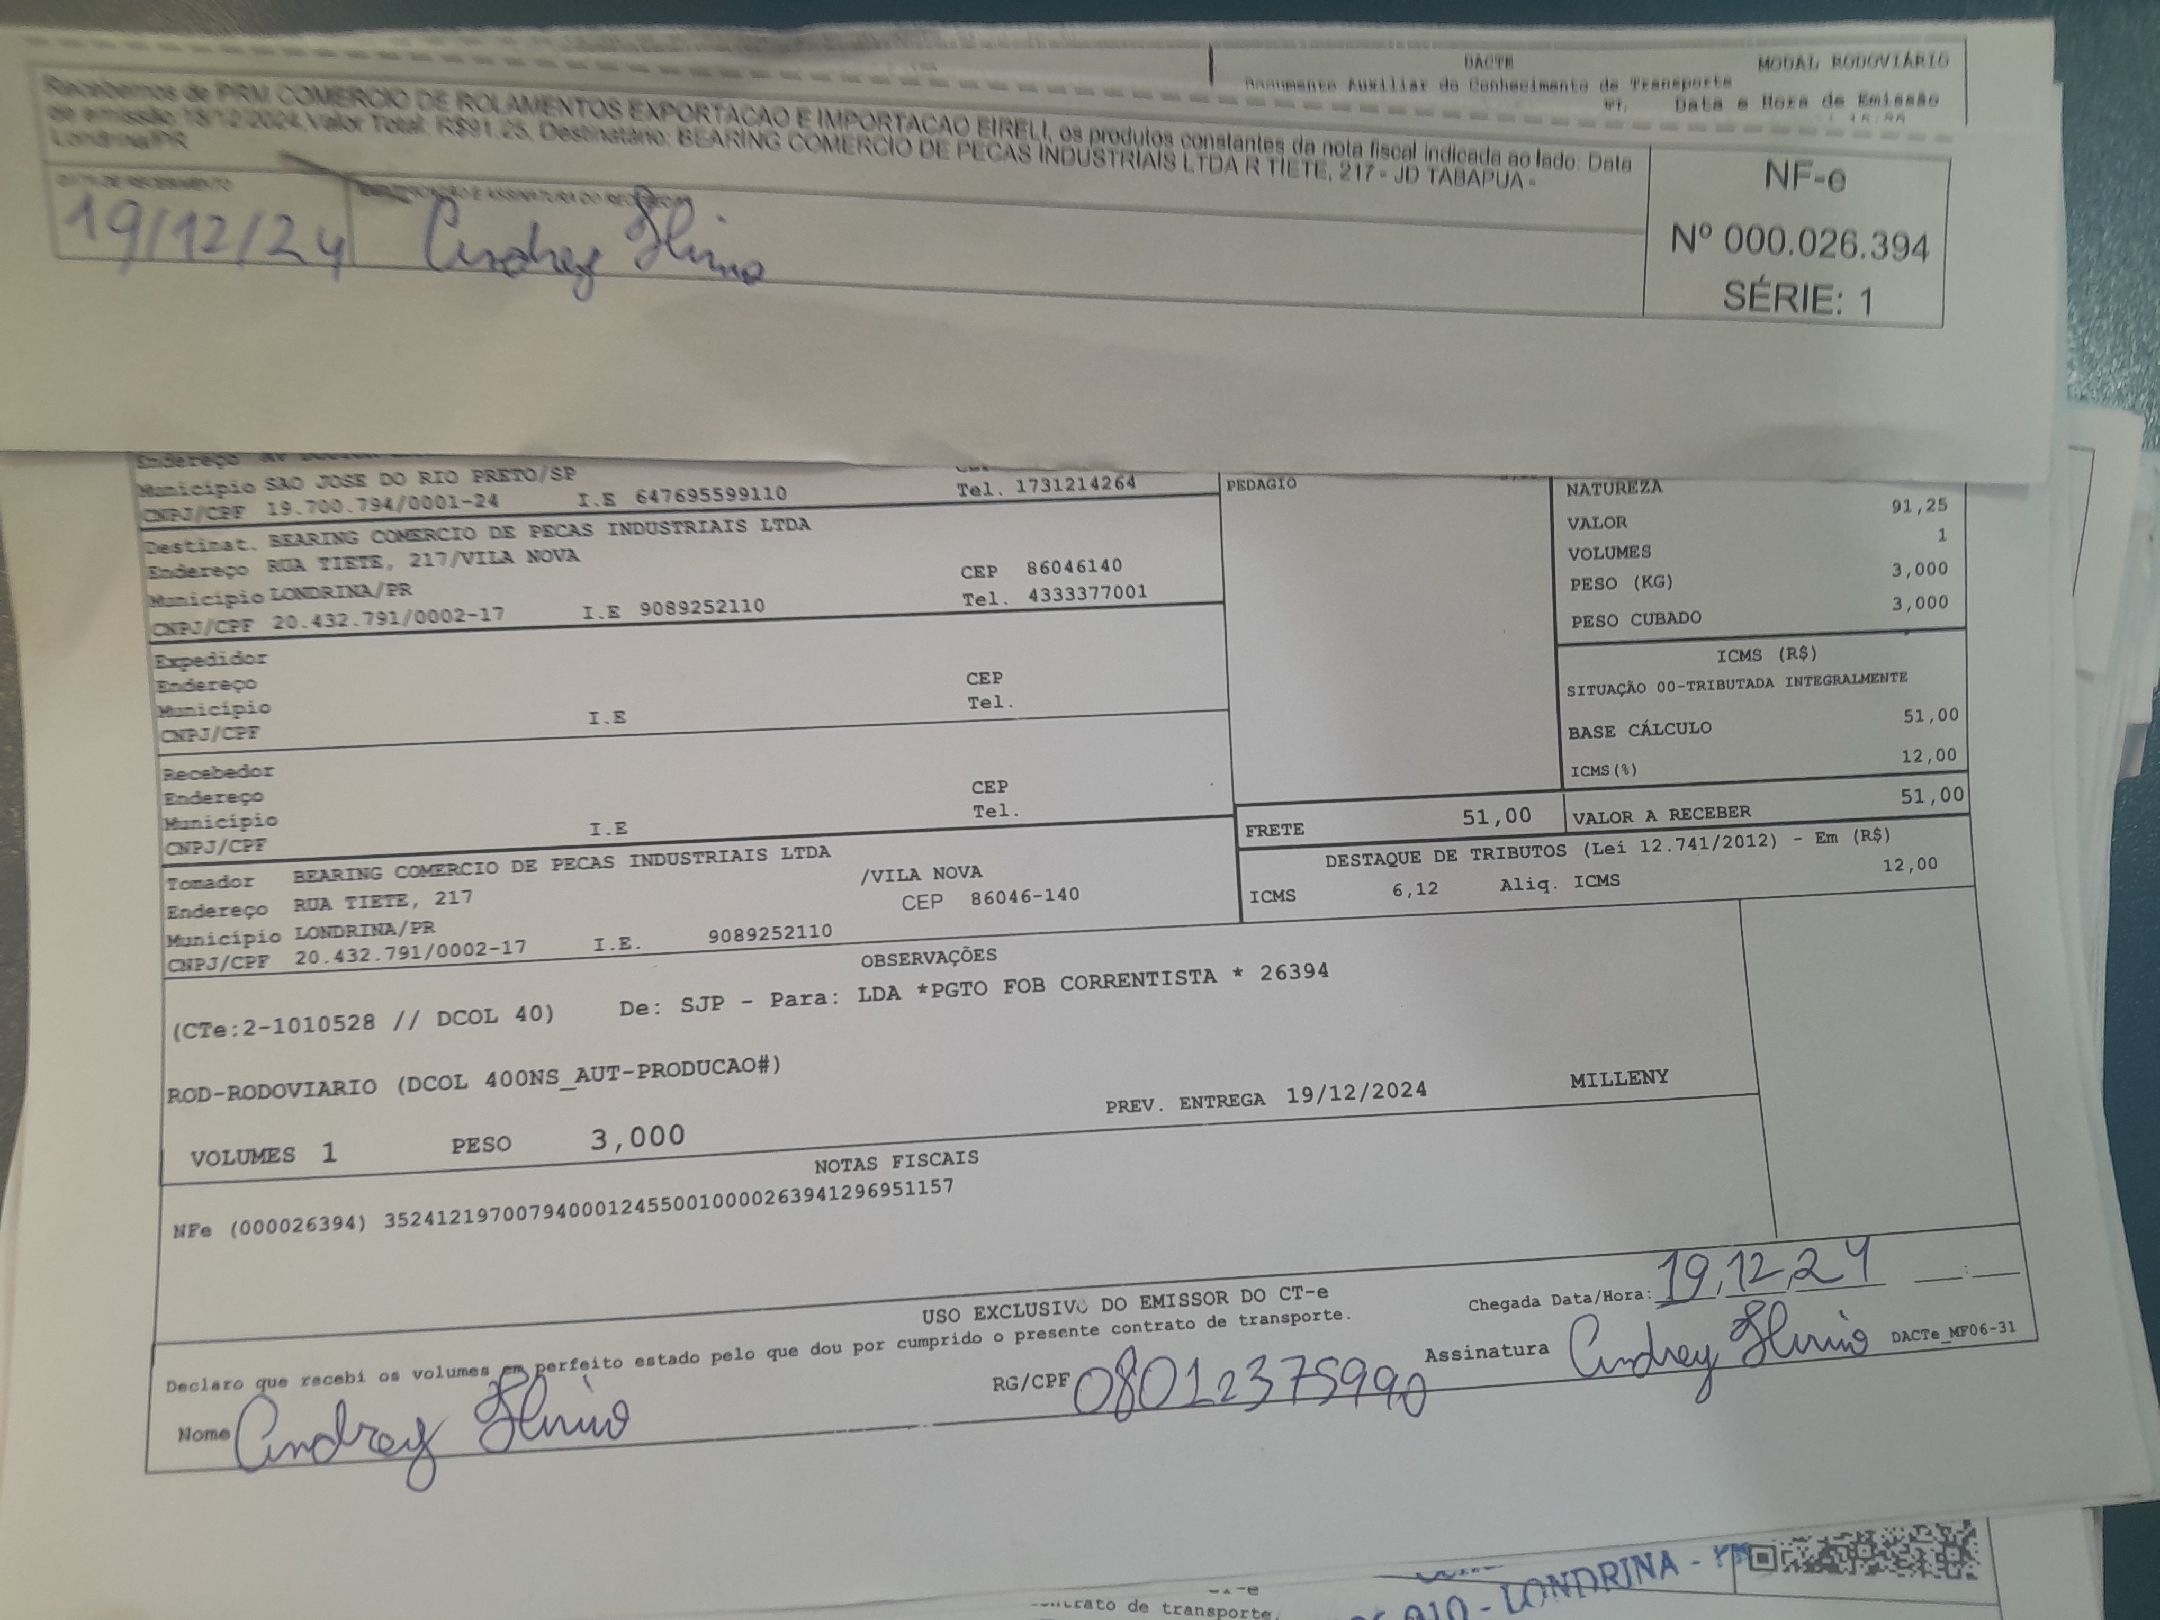 DACTE
MODAL RODOVIÁRIO
Documento Auxiliar do Conhecimento de Transporte
Data e Hora de Emissão
Recebemos de PRM COMERCIO DE ROLAMENTOS EXPORTACAO E IMPORTACAO EIRELI, os produtos constantes da nota fiscal indicada ao lado. Data
de emissão: 18/12/2024, Valor Total: R$91.25, Destinatário: BEARING COMERCIO DE PECAS INDUSTRIAIS LTDA R TIETE, 217 - JD TABAPUA -
Londrina/PR
NF-e
Nº 000.026.394
SÉRIE: 1
DATA DE RECEBIMENTO
19/12/24
Andrey
Endereço
Município SAO JOSE DO RIO PRETO/SP
CNPJ/CPF 19.700.794/0001-24 I.E 647695599110 Tel. 1731214264
Destinat. BEARING COMERCIO DE PECAS INDUSTRIAIS LTDA
Endereço RUA TIETE, 217/VILA NOVA CEP 86046140
Município LONDRINA/PR Tel. 4333377001
CNPJ/CPF 20.432.791/0002-17 I.E 9089252110
Expedidor
Endereço CEP
Município Tel.
CNPJ/CPF I.E
Recebedor
Endereço CEP
Município Tel.
CNPJ/CPF I.E
Tomador BEARING COMERCIO DE PECAS INDUSTRIAIS LTDA
Endereço RUA TIETE, 217 /VILA NOVA
Município LONDRINA/PR CEP 86046-140
CNPJ/CPF 20.432.791/0002-17 I.E. 9089252110
PEDAGIO
NATUREZA
VALOR 91,25
VOLUMES 1
PESO (KG) 3,000
PESO CUBADO 3,000
ICMS (R$)
SITUAÇÃO 00-TRIBUTADA INTEGRALMENTE
BASE CÁLCULO 51,00
ICMS(%) 12,00
FRETE 51,00 VALOR A RECEBER 51,00
DESTAQUE DE TRIBUTOS (Lei 12.741/2012) - Em (R$)
ICMS 6,12 Aliq. ICMS 12,00
OBSERVAÇÕES
(CTe:2-1010528 // DCOL 40) De: SJP - Para: LDA *PGTO FOB CORRENTISTA * 26394
ROD-RODOVIARIO (DCOL 400NS_AUT-PRODUCAO#)
PREV. ENTREGA 19/12/2024 MILLENY
VOLUMES 1 PESO 3,000
NOTAS FISCAIS
NFe (000026394) 35241219700794000124550010000263941296951157
USO EXCLUSIVO DO EMISSOR DO CT-e
Declaro que recebi os volumes em perfeito estado pelo que dou por cumprido o presente contrato de transporte.
Chegada Data/Hora: 19,12,24
Nome Andrey
RG/CPF 08012375990
Assinatura Andrey
DACTe_MF06-31
contrato de transporte.
LONDRINA -